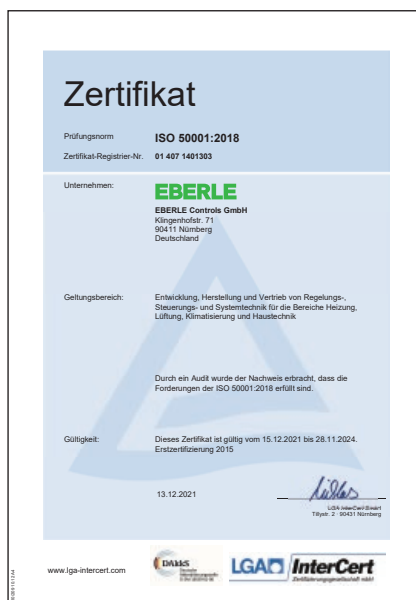 Zertifikat
Prüfungsnorm ISO 50001:2018
Zertifikat-Registrier-Nr. 01 407 1401303
Unternehmen: EBERLE
EBERLE Controls GmbH
Klingenhofstr. 71
90411 Nürnberg
Deutschland
Geltungsbereich: Entwicklung, Herstellung und Vertrieb von Regelungs-,
Steuerungs- und Systemtechnik für die Bereiche Heizung,
Lüftung, Klimatisierung und Haustechnik
Durch ein Audit wurde der Nachweis erbracht, dass die
Forderungen der ISO 50001:2018 erfüllt sind.
Gültigkeit: Dieses Zertifikat ist gültig vom 15.12.2021 bis 28.11.2024.
Erstzertifizierung 2015
13.12.2021
LGA InterCert GmbH
Tillystr. 2 · 90431 Nürnberg
www.lga-intercert.com
DAkkS
Deutsche
Akkreditierungsstelle
LGA InterCert
Zertifizierungsgesellschaft mbH